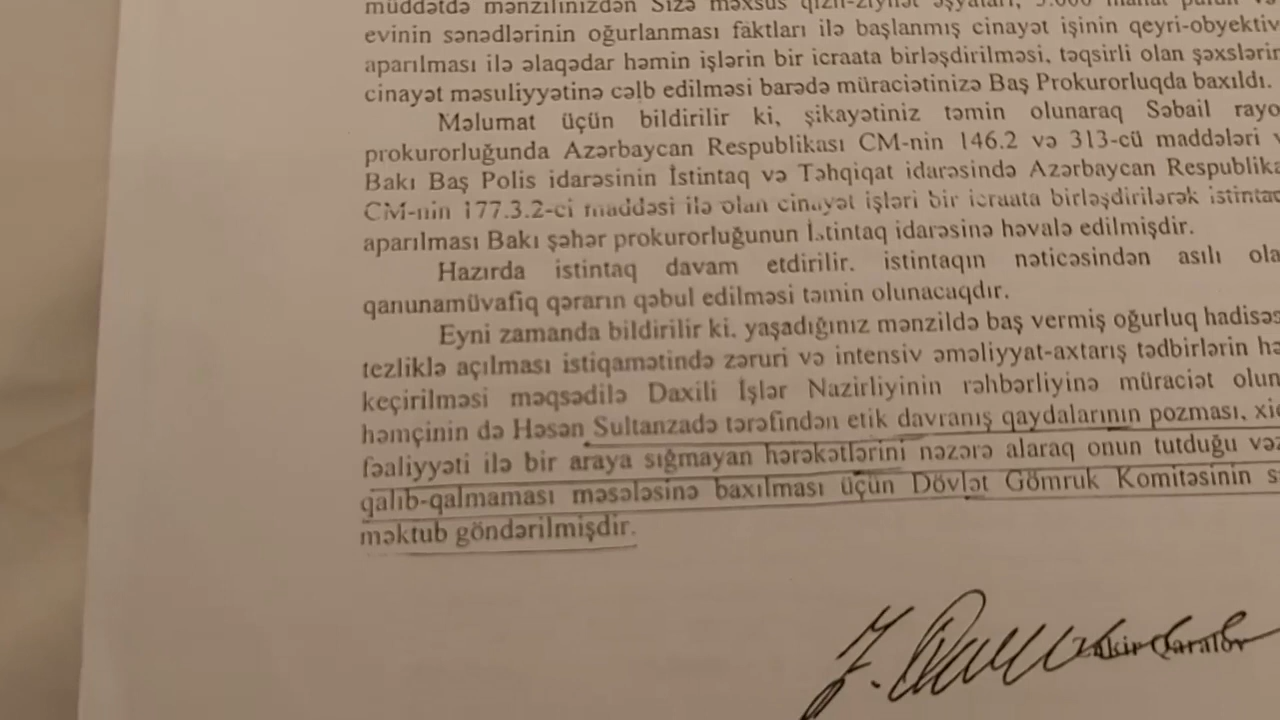 müddətdə mənzilinizdən Sizə məxsus qızıl-ziynət əşyaları, 5.000 manat pulun və
evinin sənədlərinin oğurlanması faktları ilə başlanmış cinayət işinin qeyri-obyektiv
aparılması ilə əlaqədar həmin işlərin bir icraata birləşdirilməsi, təqsirli olan şəxslərin
cinayət məsuliyyətinə cəlb edilməsi barədə müraciətinizə Baş Prokurorluqda baxıldı.
Məlumat üçün bildirilir ki, şikayətiniz təmin olunaraq Səbail rayo
prokurorluğunda Azərbaycan Respublikası CM-nin 146.2 və 313-cü maddələri v
Bakı Baş Polis idarəsinin İstintaq və Təhqiqat idarəsində Azərbaycan Respublika
CM-nin 177.3.2-ci maddəsi ilə olan cinayət işləri bir icraata birləşdirilərək istintaq
aparılması Bakı şəhər prokurorluğunun İstintaq idarəsinə həvalə edilmişdir.
Hazırda istintaq davam etdirilir. istintaqın nəticəsindən asılı ola
qanunamüvafiq qərarın qəbul edilməsi təmin olunacaqdır.
Eyni zamanda bildirilir ki. yaşadığınız mənzildə baş vermiş oğurluq hadisəs
tezliklə açılması istiqamətində zəruri və intensiv əməliyyat-axtarış tədbirlərin hə
keçirilməsi məqsədilə Daxili İşlər Nazirliyinin rəhbərliyinə müraciət olun
həmçinin də Həsən Sultanzadə tərəfindən etik davranış qaydalarının pozması, xid
fəaliyyəti ilə bir araya sığmayan hərəkətlərini nəzərə alaraq onun tutduğu vəz
qalıb-qalmaması məsələsinə baxılması üçün Dövlət Gömruk Komitəsinin s
məktub göndərilmişdir.
Zakir Qaralov